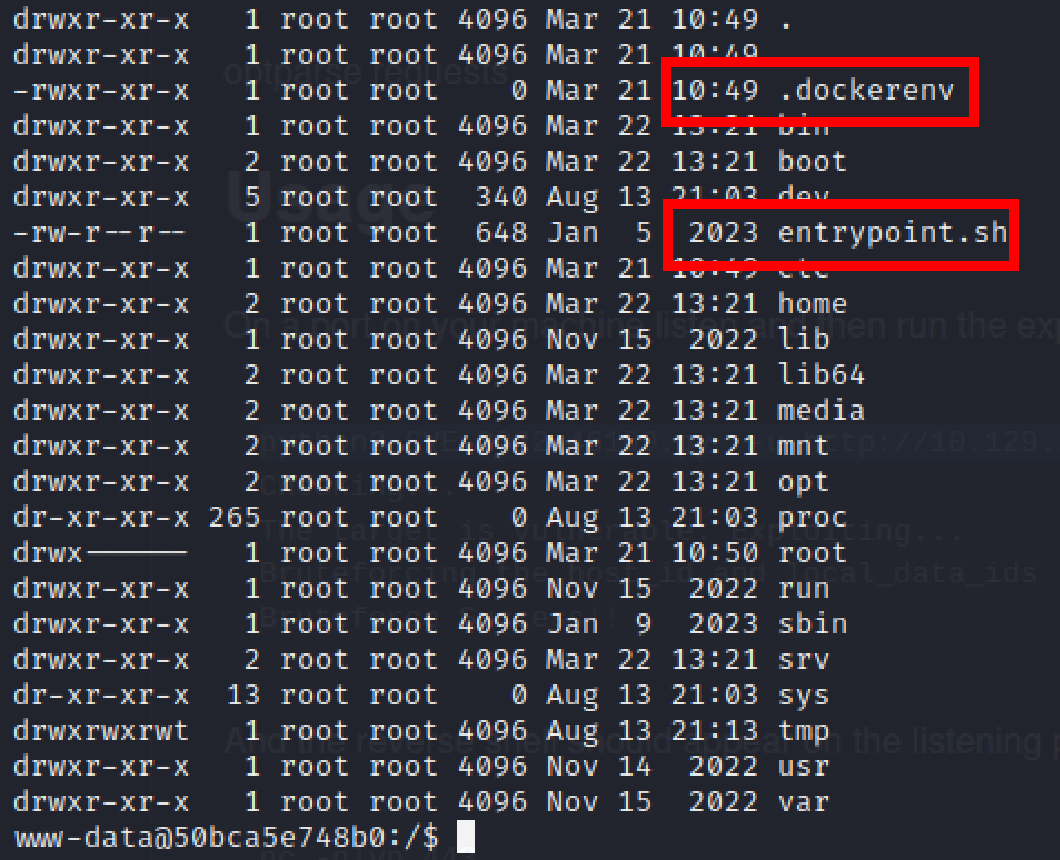 drwxr-xr-x 1 root root 4096 Mar 21 10:49 .
drwxr-xr-x 1 root root 4096 Mar 21 10:49 ..
-rwxr-xr-x 1 root root 0 Mar 21 10:49 .dockerenv
drwxr-xr-x 1 root root 4096 Mar 22 13:21 bin
drwxr-xr-x 2 root root 4096 Mar 22 13:21 boot
drwxr-xr-x 5 root root 340 Aug 13 21:03 dev
-rw-r--r-- 1 root root 648 Jan 5 2023 entrypoint.sh
drwxr-xr-x 1 root root 4096 Mar 21 10:49 etc
drwxr-xr-x 2 root root 4096 Mar 22 13:21 home
drwxr-xr-x 1 root root 4096 Nov 15 2022 lib
drwxr-xr-x 2 root root 4096 Mar 22 13:21 lib64
drwxr-xr-x 2 root root 4096 Mar 22 13:21 media
drwxr-xr-x 2 root root 4096 Mar 22 13:21 mnt
drwxr-xr-x 2 root root 4096 Mar 22 13:21 opt
dr-xr-xr-x 265 root root 0 Aug 13 21:03 proc
drwx------ 1 root root 4096 Mar 21 10:50 root
drwxr-xr-x 1 root root 4096 Nov 15 2022 run
drwxr-xr-x 1 root root 4096 Jan 9 2023 sbin
drwxr-xr-x 2 root root 4096 Mar 22 13:21 srv
dr-xr-xr-x 13 root root 0 Aug 13 21:03 sys
drwxrwxrwt 1 root root 4096 Aug 13 21:13 tmp
drwxr-xr-x 1 root root 4096 Nov 14 2022 usr
drwxr-xr-x 1 root root 4096 Nov 15 2022 var
www-data@50bca5e748b0:/$